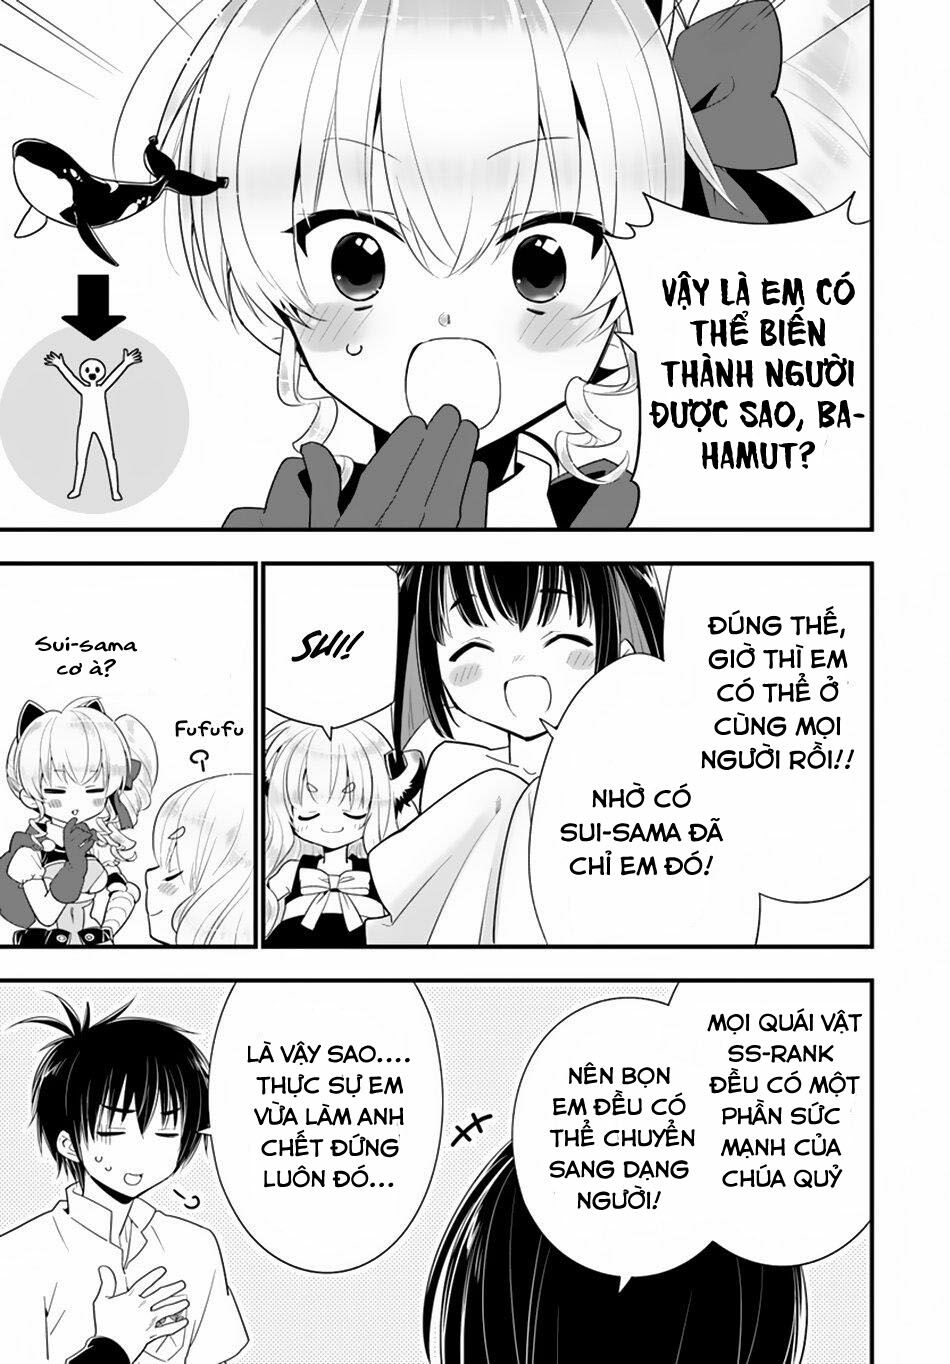 VẬY LÀ EM CÓ
THỂ BIẾN
THÀNH NGƯỜI
ĐƯỢC SAO, BA-
HAMUT?
ĐÚNG THẾ,
GIỜ THÌ EM
CÓ THỂ Ở
CÙNG MỌI
NGƯỜI RỒI!!
NHỜ CÓ
SUI-SAMA ĐÃ
CHỈ EM ĐÓ!
SUI!
Sui-sama
cơ à?
Fufufu
MỌI QUÁI VẬT
SS-RANK
ĐỀU CÓ MỘT
PHẦN SỨC
MẠNH CỦA
CHÚA QUỶ
NÊN BỌN
EM ĐỀU CÓ
THỂ CHUYỂN
SANG DẠNG
NGƯỜI!
LÀ VẬY SAO....
THỰC SỰ EM
VỪA LÀM ANH
CHẾT ĐỨNG
LUÔN ĐÓ...